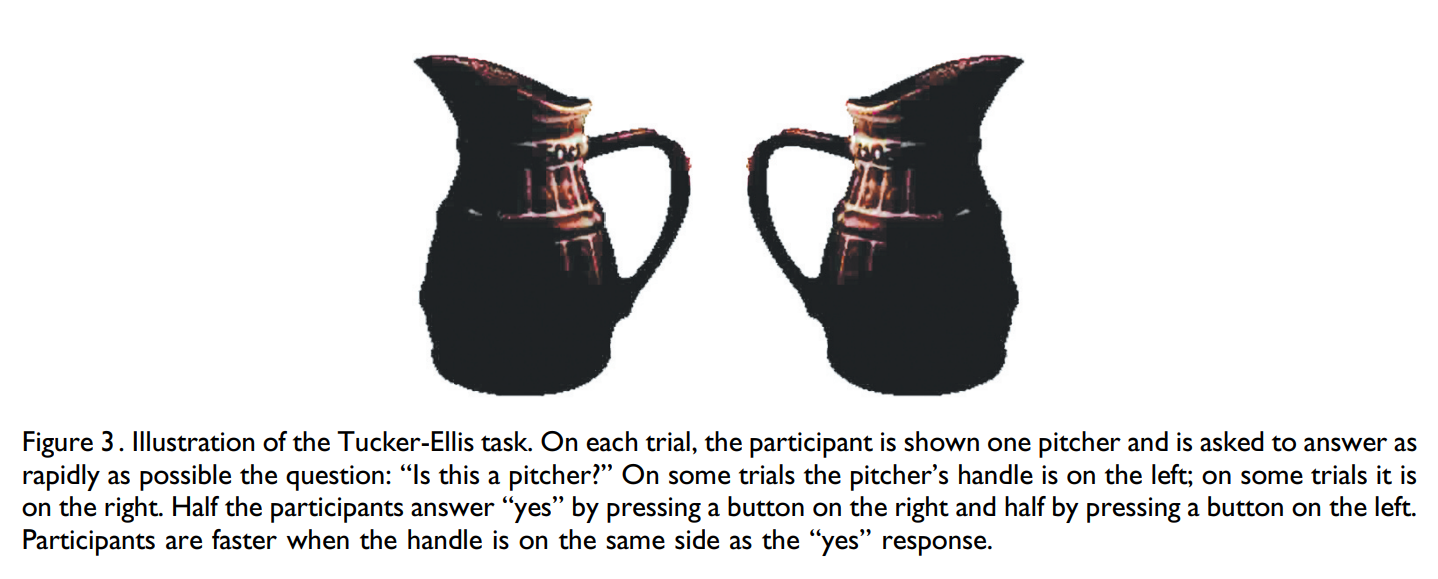 Figure 3. Illustration of the Tucker-Ellis task. On each trial, the participant is shown one pitcher and is asked to answer as
rapidly as possible the question: “Is this a pitcher?” On some trials the pitcher’s handle is on the left; on some trials it is
on the right. Half the participants answer “yes” by pressing a button on the right and half by pressing a button on the left.
Participants are faster when the handle is on the same side as the “yes” response.